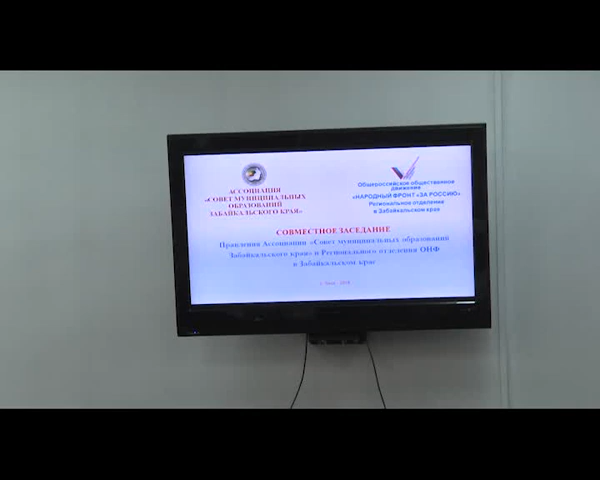 АССОЦИАЦИЯ
«СОВЕТ МУНИЦИПАЛЬНЫХ
ОБРАЗОВАНИЙ
ЗАБАЙКАЛЬСКОГО КРАЯ»
Общероссийское общественное
движение
«НАРОДНЫЙ ФРОНТ «ЗА РОССИЮ»
Региональное отделение
в Забайкальском крае
СОВМЕСТНОЕ ЗАСЕДАНИЕ
Правления Ассоциации «Совет муниципальных образований
Забайкальского края» и Регионального отделения ОНФ
в Забайкальском крае